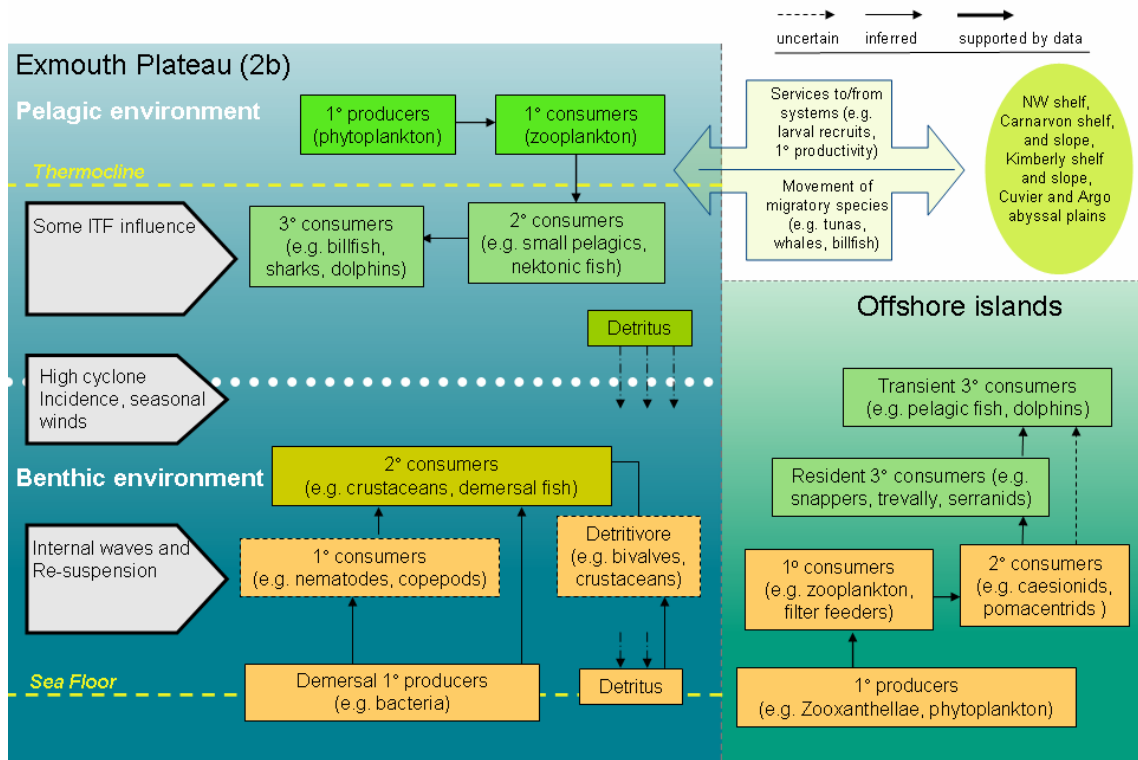 uncertain
inferred
supported by data
Exmouth Plateau (2b)
Pelagic environment
1° producers
(phytoplankton)
1° consumers
(zooplankton)
Thermocline
Some ITF influence
3° consumers
(e.g. billfish,
sharks, dolphins)
2° consumers
(e.g. small pelagics,
nektonic fish)
Detritus
High cyclone
Incidence, seasonal
winds
Benthic environment
2° consumers
(e.g. crustaceans, demersal fish)
Internal waves and
Re-suspension
1° consumers
(e.g. nematodes, copepods)
Detritivore
(e.g. bivalves,
crustaceans)
Sea Floor
Demersal 1° producers
(e.g. bacteria)
Detritus
Services to/from
systems (e.g.
larval recruits,
1° productivity)
Movement of
migratory species
(e.g. tunas,
whales, billfish)
NW shelf,
Carnarvon shelf,
and slope,
Kimberly shelf
and slope,
Cuvier and Argo
abyssal plains
Offshore islands
Transient 3° consumers
(e.g. pelagic fish, dolphins)
Resident 3° consumers (e.g.
snappers, trevally, serranids)
1º consumers
(e.g. zooplankton,
filter feeders)
2° consumers
(e.g. caesionids,
pomacentrids )
1° producers
(e.g. Zooxanthellae, phytoplankton)